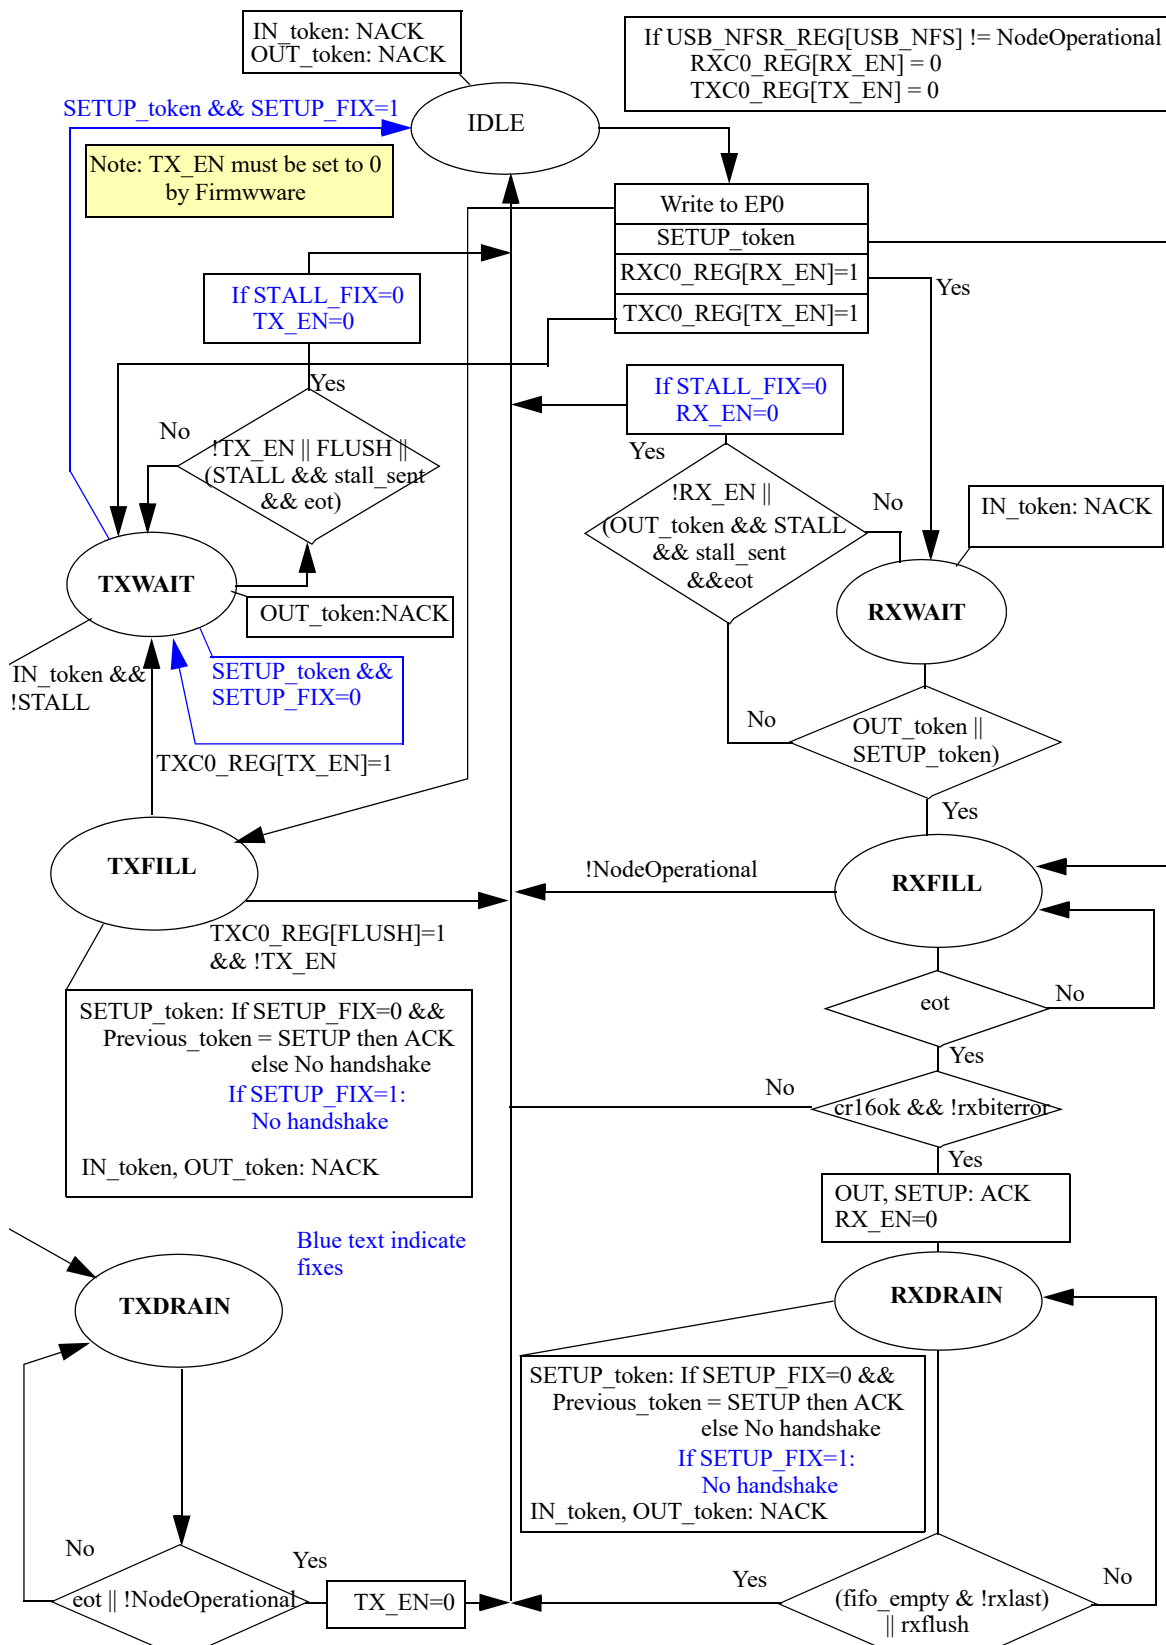 IN_token: NACK
OUT_token: NACK
If USB_NFSR_REG[USB_NFS] != NodeOperational
RXC0_REG[RX_EN] = 0
TXC0_REG[TX_EN] = 0
SETUP_token && SETUP_FIX=1
IDLE
Note: TX_EN must be set to 0
by Firmwware
Write to EP0
SETUP_token
RXC0_REG[RX_EN]=1
TXC0_REG[TX_EN]=1
Yes
If STALL_FIX=0
TX_EN=0
Yes
If STALL_FIX=0
RX_EN=0
No
!TX_EN || FLUSH ||
(STALL && stall_sent
&& eot)
Yes
!RX_EN ||
(OUT_token && STALL
&& stall_sent
&&eot
No
IN_token: NACK
TXWAIT
OUT_token:NACK
RXWAIT
IN_token &&
!STALL
SETUP_token &&
SETUP_FIX=0
No
OUT_token ||
SETUP_token)
TXC0_REG[TX_EN]=1
Yes
TXFILL
!NodeOperational
RXFILL
TXC0_REG[FLUSH]=1
&& !TX_EN
eot
No
SETUP_token: If SETUP_FIX=0 &&
Previous_token = SETUP then ACK
else No handshake
If SETUP_FIX=1:
No handshake
IN_token, OUT_token: NACK
Yes
No
cr16ok && !rxbiterror
Yes
OUT, SETUP: ACK
RX_EN=0
Blue text indicate
fixes
TXDRAIN
RXDRAIN
SETUP_token: If SETUP_FIX=0 &&
Previous_token = SETUP then ACK
else No handshake
If SETUP_FIX=1:
No handshake
IN_token, OUT_token: NACK
No
eot || !NodeOperational
Yes
TX_EN=0
Yes
(fifo_empty & !rxlast)
|| rxflush
No